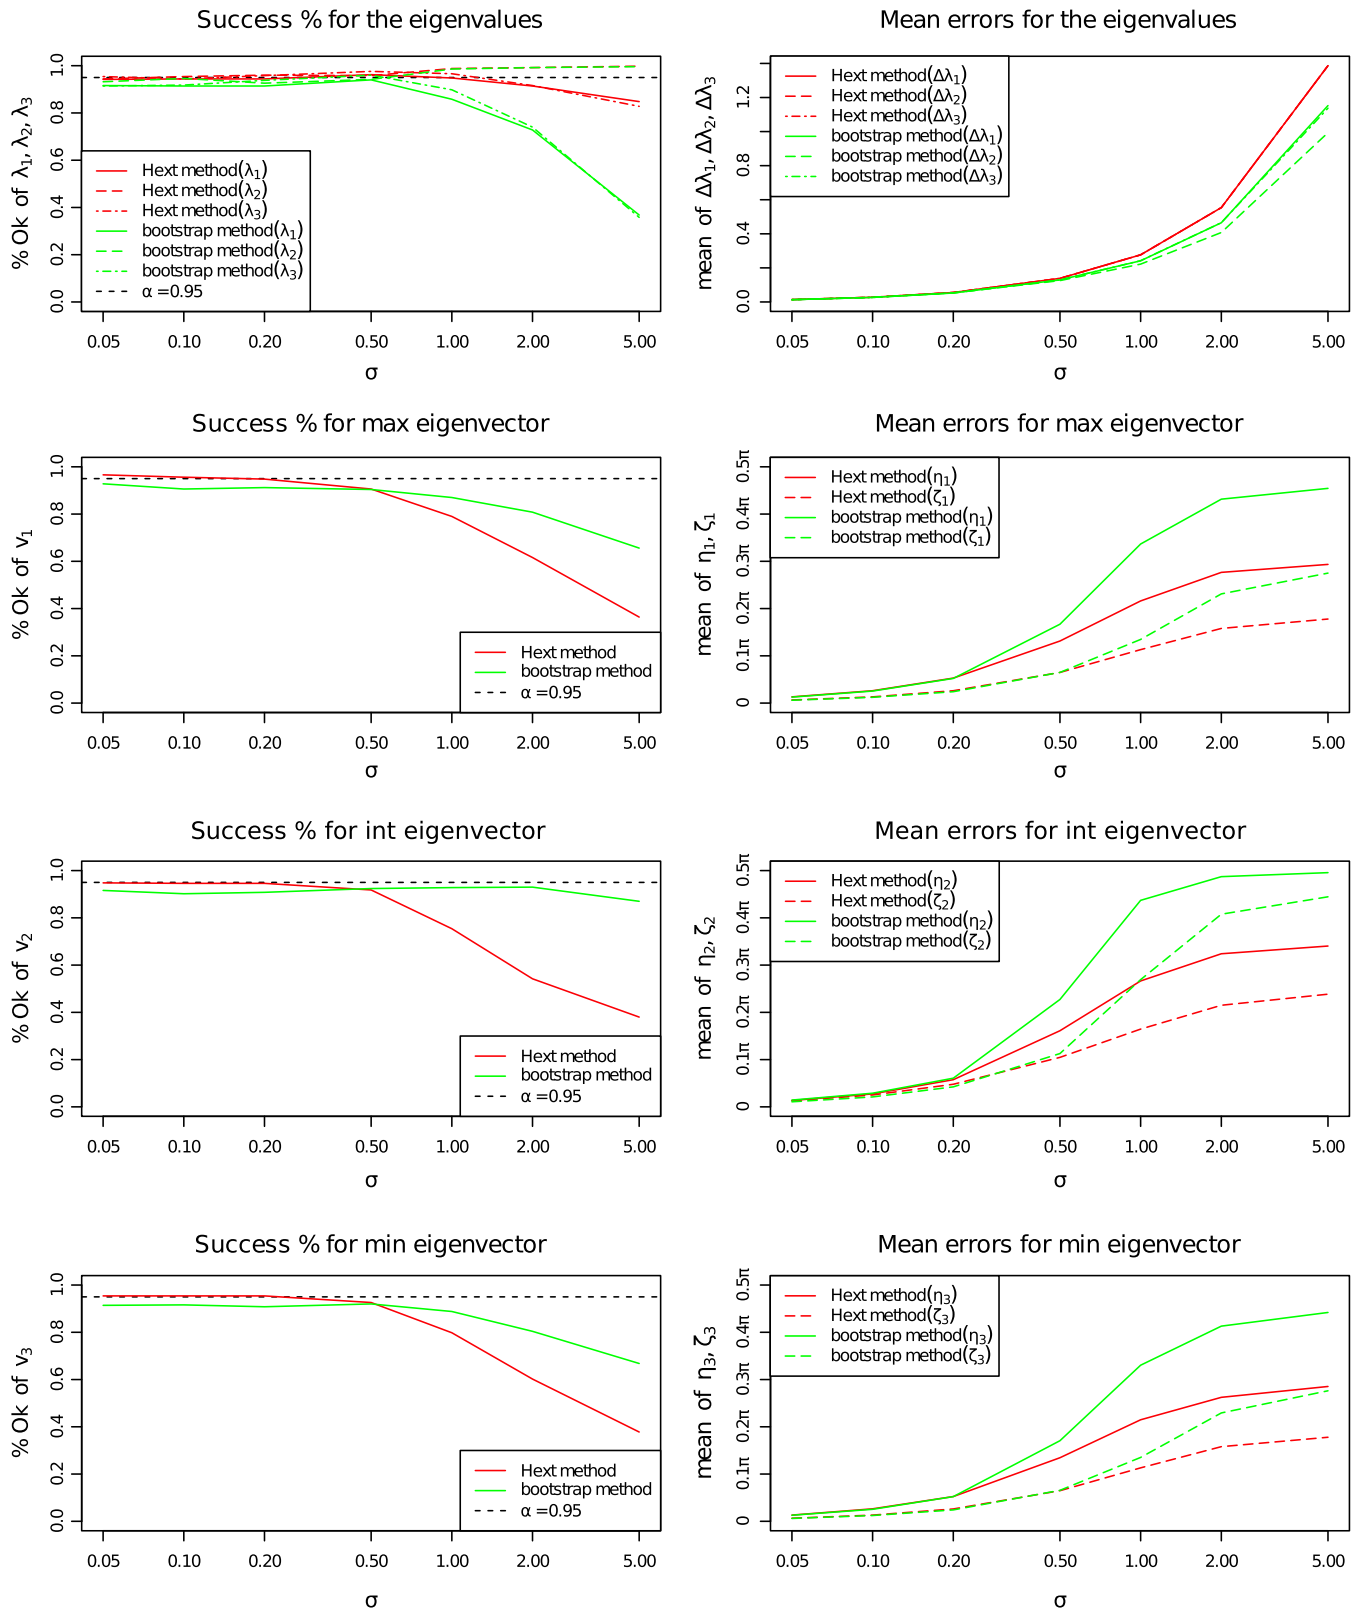 Success % for the eigenvalues
% Ok of λ1, λ2, λ3
1.0
0.8
0.6
0.4
0.2
0.0
Hext method(λ1)
Hext method(λ2)
Hext method(λ3)
bootstrap method(λ1)
bootstrap method(λ2)
bootstrap method(λ3)
α =0.95
0.05 0.10 0.20 0.50 1.00 2.00 5.00
σ
Mean errors for the eigenvalues
mean of Δλ1, Δλ2, Δλ3
1.2
0.8
0.4
0.0
Hext method(Δλ1)
Hext method(Δλ2)
Hext method(Δλ3)
bootstrap method(Δλ1)
bootstrap method(Δλ2)
bootstrap method(Δλ3)
0.05 0.10 0.20 0.50 1.00 2.00 5.00
σ
Success % for max eigenvector
% Ok of v1
1.0
0.8
0.6
0.4
0.2
0.0
Hext method
bootstrap method
α =0.95
0.05 0.10 0.20 0.50 1.00 2.00 5.00
σ
Mean errors for max eigenvector
mean of η1, ζ1
0.5π
0.4π
0.3π
0.2π
0.1π
0
Hext method(η1)
Hext method(ζ1)
bootstrap method(η1)
bootstrap method(ζ1)
0.05 0.10 0.20 0.50 1.00 2.00 5.00
σ
Success % for int eigenvector
% Ok of v2
1.0
0.8
0.6
0.4
0.2
0.0
Hext method
bootstrap method
α =0.95
0.05 0.10 0.20 0.50 1.00 2.00 5.00
σ
Mean errors for int eigenvector
mean of η2, ζ2
0.5π
0.4π
0.3π
0.2π
0.1π
0
Hext method(η2)
Hext method(ζ2)
bootstrap method(η2)
bootstrap method(ζ2)
0.05 0.10 0.20 0.50 1.00 2.00 5.00
σ
Success % for min eigenvector
% Ok of v3
1.0
0.8
0.6
0.4
0.2
0.0
Hext method
bootstrap method
α =0.95
0.05 0.10 0.20 0.50 1.00 2.00 5.00
σ
Mean errors for min eigenvector
mean of η3, ζ3
0.5π
0.4π
0.3π
0.2π
0.1π
0
Hext method(η3)
Hext method(ζ3)
bootstrap method(η3)
bootstrap method(ζ3)
0.05 0.10 0.20 0.50 1.00 2.00 5.00
σ